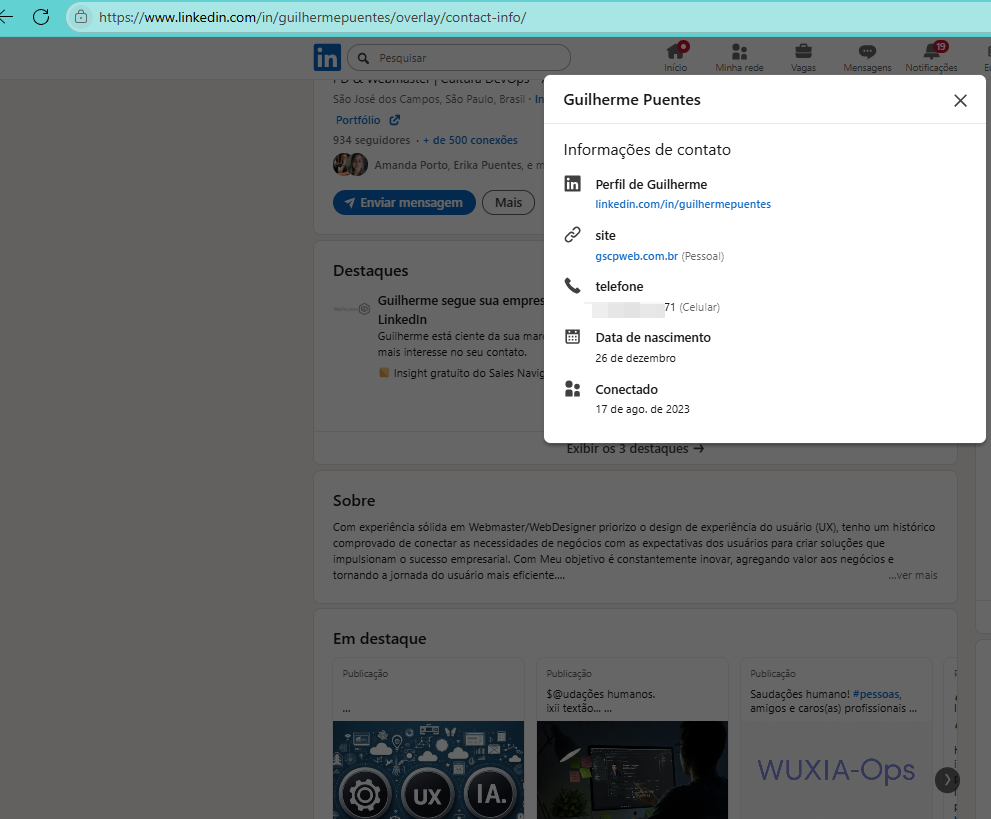 https://www.linkedin.com/in/guilhermepuentes/overlay/contact-info/
in
Pesquisar
Início
Minha rede
Vagas
Mensagens
19
Notificações
PD & Webmaster | Cultura DevOps
São José dos Campos, São Paulo, Brasil · In
Portfólio
934 seguidores · + de 500 conexões
Amanda Porto, Erika Puentes, e m
Enviar mensagem
Mais
Destaques
Guilherme segue sua empres
LinkedIn
Guilherme está ciente da sua mar
mais interesse no seu contato.
Insight gratuito do Sales Navig
Exibir os 3 destaques →
Guilherme Puentes
Informações de contato
Perfil de Guilherme
linkedin.com/in/guilhermepuentes
site
gscpweb.com.br (Pessoal)
telefone
71 (Celular)
Data de nascimento
26 de dezembro
Conectado
17 de ago. de 2023
Sobre
Com experiência sólida em Webmaster/WebDesigner priorizo o design de experiência do usuário (UX), tenho um histórico
comprovado de conectar as necessidades de negócios com as expectativas dos usuários para criar soluções que
impulsionam o sucesso empresarial. Com Meu objetivo é constantemente inovar, agregando valor aos negócios e
tornando a jornada do usuário mais eficiente....
...ver mais
Em destaque
Publicação
...
UX
IA.
Publicação
$@udações humanos.
ixii textão... ...
Publicação
Saudações humano! #pessoas,
amigos e caros(as) profissionais ...
WUXIA-Ops